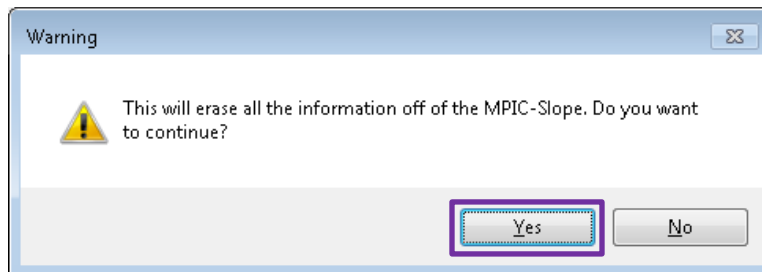 Warning
This will erase all the information off of the MPIC-Slope. Do you want
to continue?
Yes
No